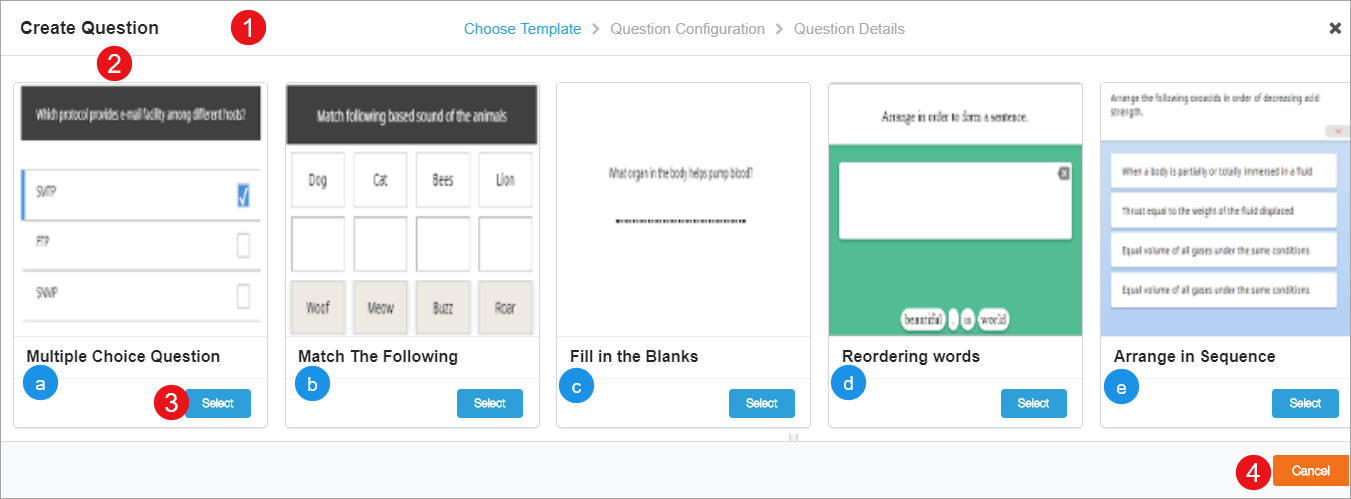 Create Question
1
Choose Template > Question Configuration > Question Details
2
Which protocol provides e-mail facility among different hosts?
SMTP
FTP
SNMP
Multiple Choice Question
a
3
Select
Match following based sound of the animals
Dog Cat Bees Lion
Woof Meow Buzz Roar
Match The Following
b
Select
What organ in the body helps pump blood?
Fill in the Blanks
c
Select
Arrange in order to form a sentence.
beautiful . is world
Reordering words
d
Select
Arrange the following oxoacids in order of decreasing acid
strength.
When a body is partially or totally immersed in a fluid
Thrust equal to the weight of the fluid displaced
Equal volume of all gases under the same conditions
Equal volume of all gases under the same conditions
Arrange in Sequence
e
Select
4
Cancel